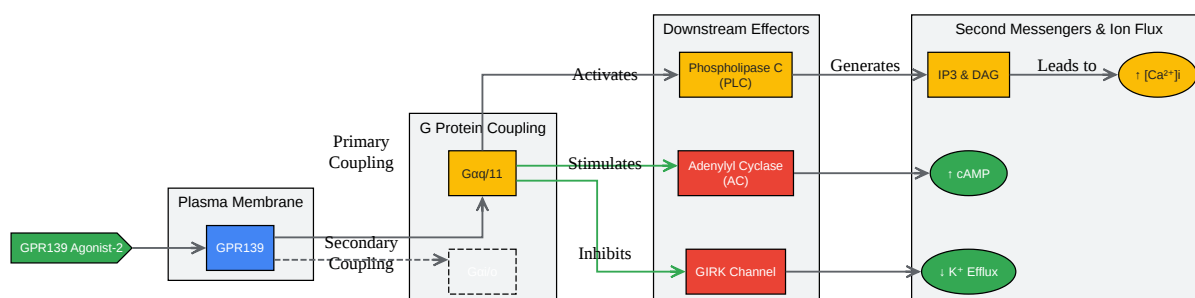 Downstream Effectors
Second Messengers & Ion Flux
Phospholipase C
(PLC)
Activates
Generates
IP3 & DAG
Leads to
↑ [Ca²⁺]i
G Protein Coupling
Primary
Coupling
Gαq/11
Stimulates
Adenylyl Cyclase
(AC)
↑ cAMP
Plasma Membrane
GPR139 Agonist-2
GPR139
Secondary
Coupling
Inhibits
GIRK Channel
↓ K⁺ Efflux